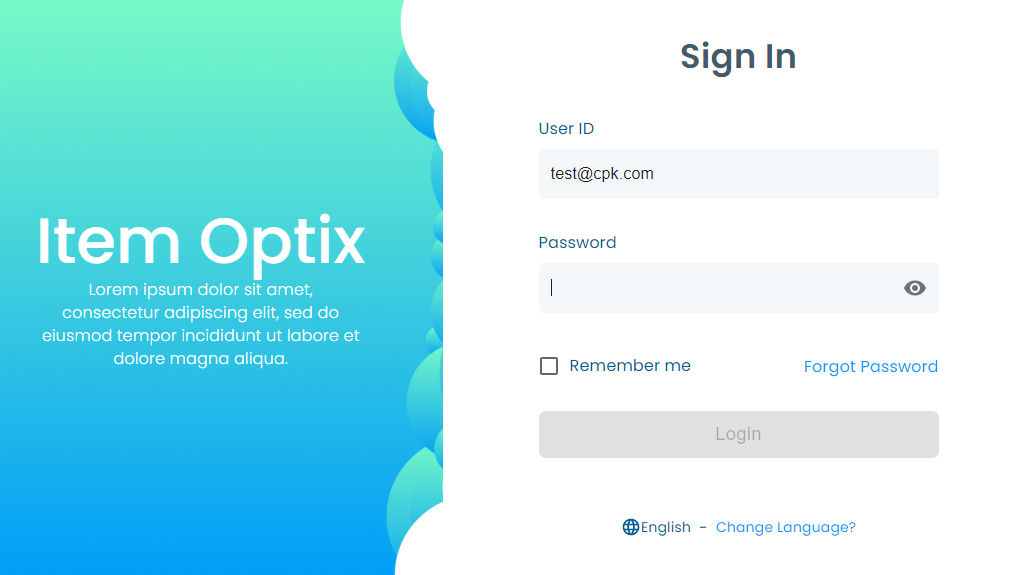 Item Optix
Lorem ipsum dolor sit amet,
consectetur adipiscing elit, sed do
eiusmod tempor incididunt ut labore et
dolore magna aliqua.
Sign In
User ID
test@cpk.com
Password
Remember me
Forgot Password
Login
English - Change Language?